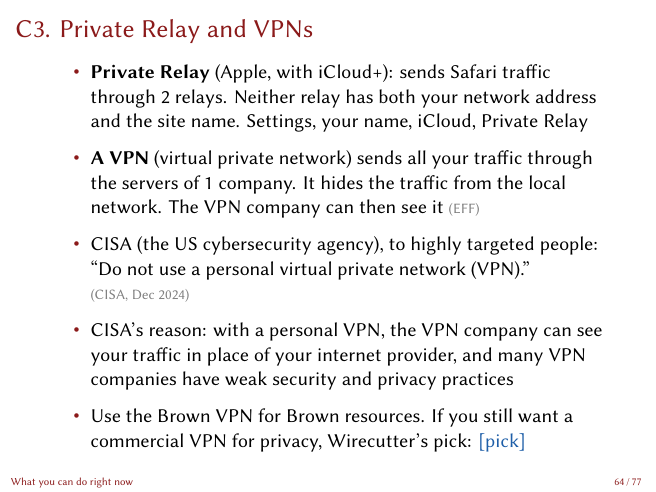 C3. Private Relay and VPNs
• Private Relay (Apple, with iCloud+): sends Safari traffic
through 2 relays. Neither relay has both your network address
and the site name. Settings, your name, iCloud, Private Relay
• A VPN (virtual private network) sends all your traffic through
the servers of 1 company. It hides the traffic from the local
network. The VPN company can then see it (EFF)
• CISA (the US cybersecurity agency), to highly targeted people:
“Do not use a personal virtual private network (VPN).”
(CISA, Dec 2024)
• CISA’s reason: with a personal VPN, the VPN company can see
your traffic in place of your internet provider, and many VPN
companies have weak security and privacy practices
• Use the Brown VPN for Brown resources. If you still want a
commercial VPN for privacy, Wirecutter’s pick: [pick]
What you can do right now
64 / 77